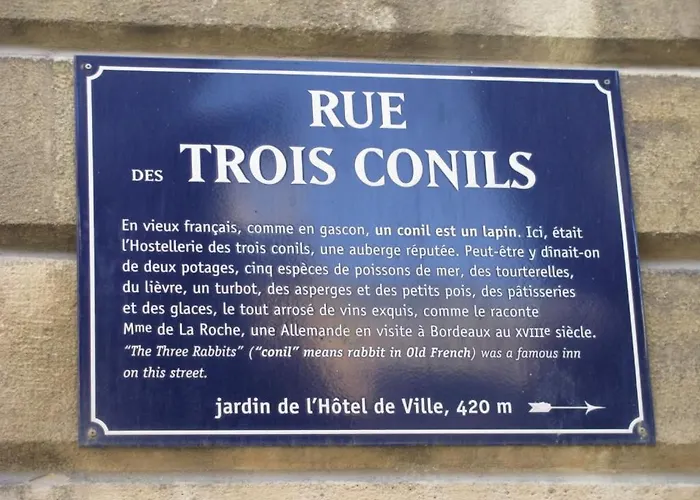 RUE
DES TROIS CONILS
En vieux français, comme en gascon, un conil est un lapin. Ici, était
l'Hostellerie des trois conils, une auberge réputée. Peut-être y dînait-on
de deux potages, cinq espèces de poissons de mer, des tourterelles,
du lièvre, un turbot, des asperges et des petits pois, des pâtisseries
et des glaces, le tout arrosé de vins exquis, comme le raconte
Mme de La Roche, une Allemande en visite à Bordeaux au XVIIIe siècle.
"The Three Rabbits" ("conil" means rabbit in Old French) was a famous inn
on this street.
jardin de l'Hôtel de Ville, 420 m